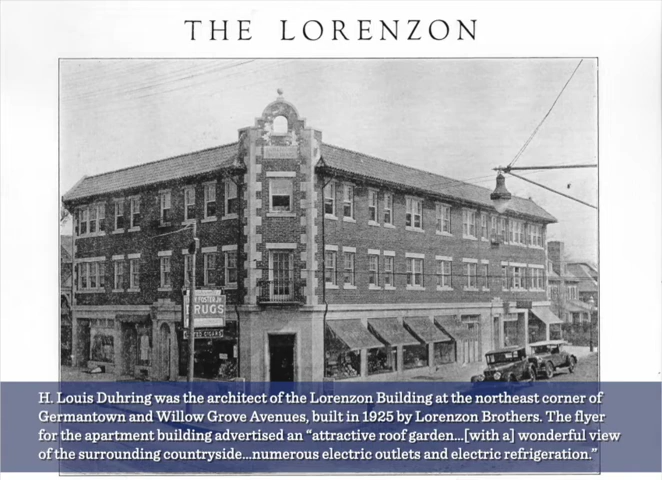 THE LORENZON
FOSTER JR
DRUGS
H. Louis Duhring was the architect of the Lorenzon Building at the northeast corner of
Germantown and Willow Grove Avenues, built in 1925 by Lorenzon Brothers. The flyer
for the apartment building advertised an “attractive roof garden...[with a] wonderful view
of the surrounding countryside...numerous electric outlets and electric refrigeration.”